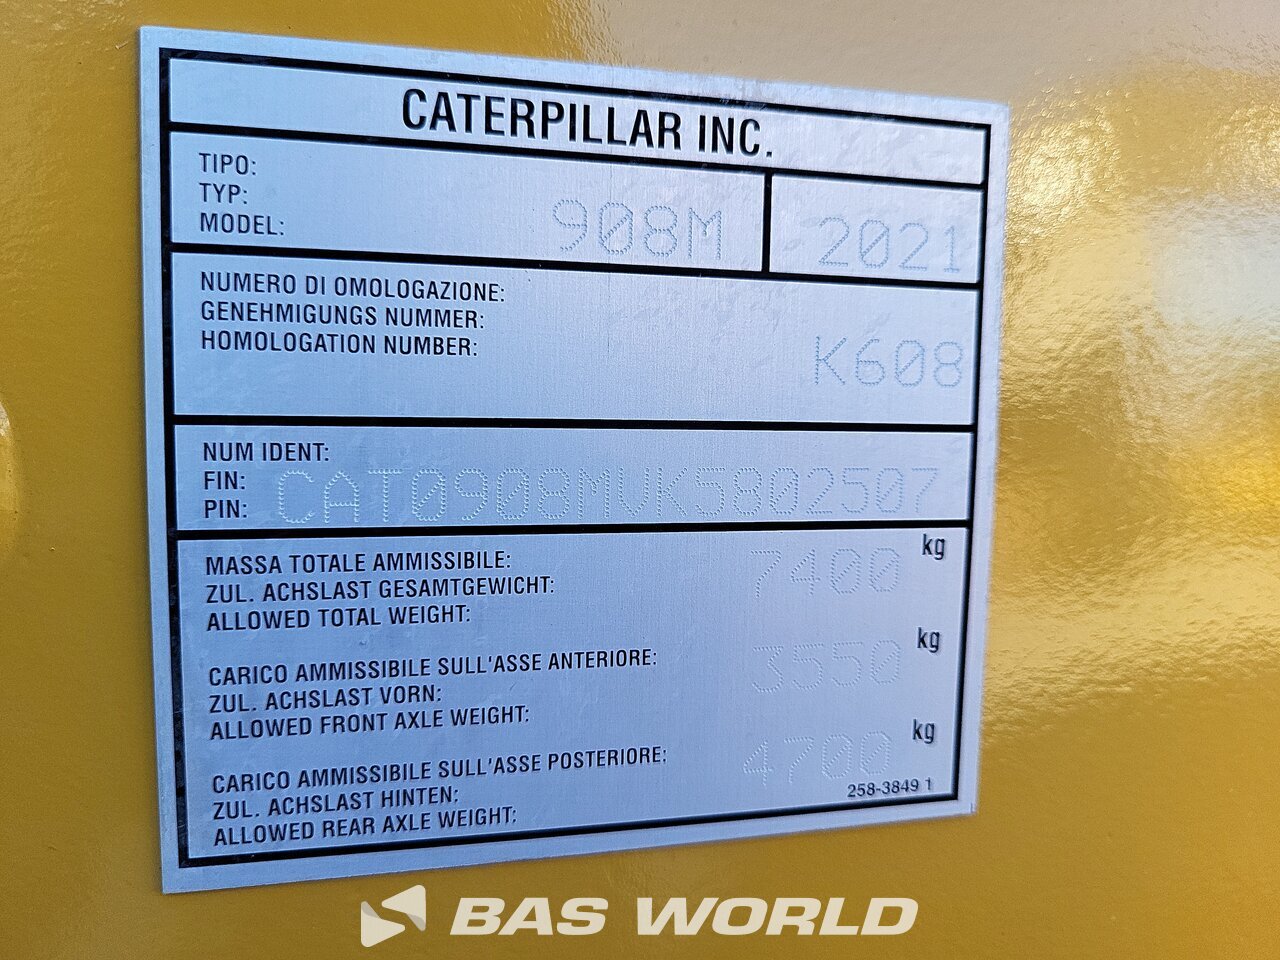 CATERPILLAR INC.
TIPO:
TYP:
MODEL: 908M 2021
NUMERO DI OMOLOGAZIONE:
GENEHMIGUNGS NUMMER:
HOMOLOGATION NUMBER: K608
NUM IDENT:
FIN:
PIN: CAT0908MVK5802507
MASSA TOTALE AMMISSIBILE:
ZUL. ACHSLAST GESAMTGEWICHT: 7400 kg
ALLOWED TOTAL WEIGHT:
CARICO AMMISSIBILE SULL'ASSE ANTERIORE:
ZUL. ACHSLAST VORN: 3550 kg
ALLOWED FRONT AXLE WEIGHT:
CARICO AMMISSIBILE SULL'ASSE POSTERIORE: 4700 kg
ZUL. ACHSLAST HINTEN:
ALLOWED REAR AXLE WEIGHT:
258-3849 1
BAS WORLD